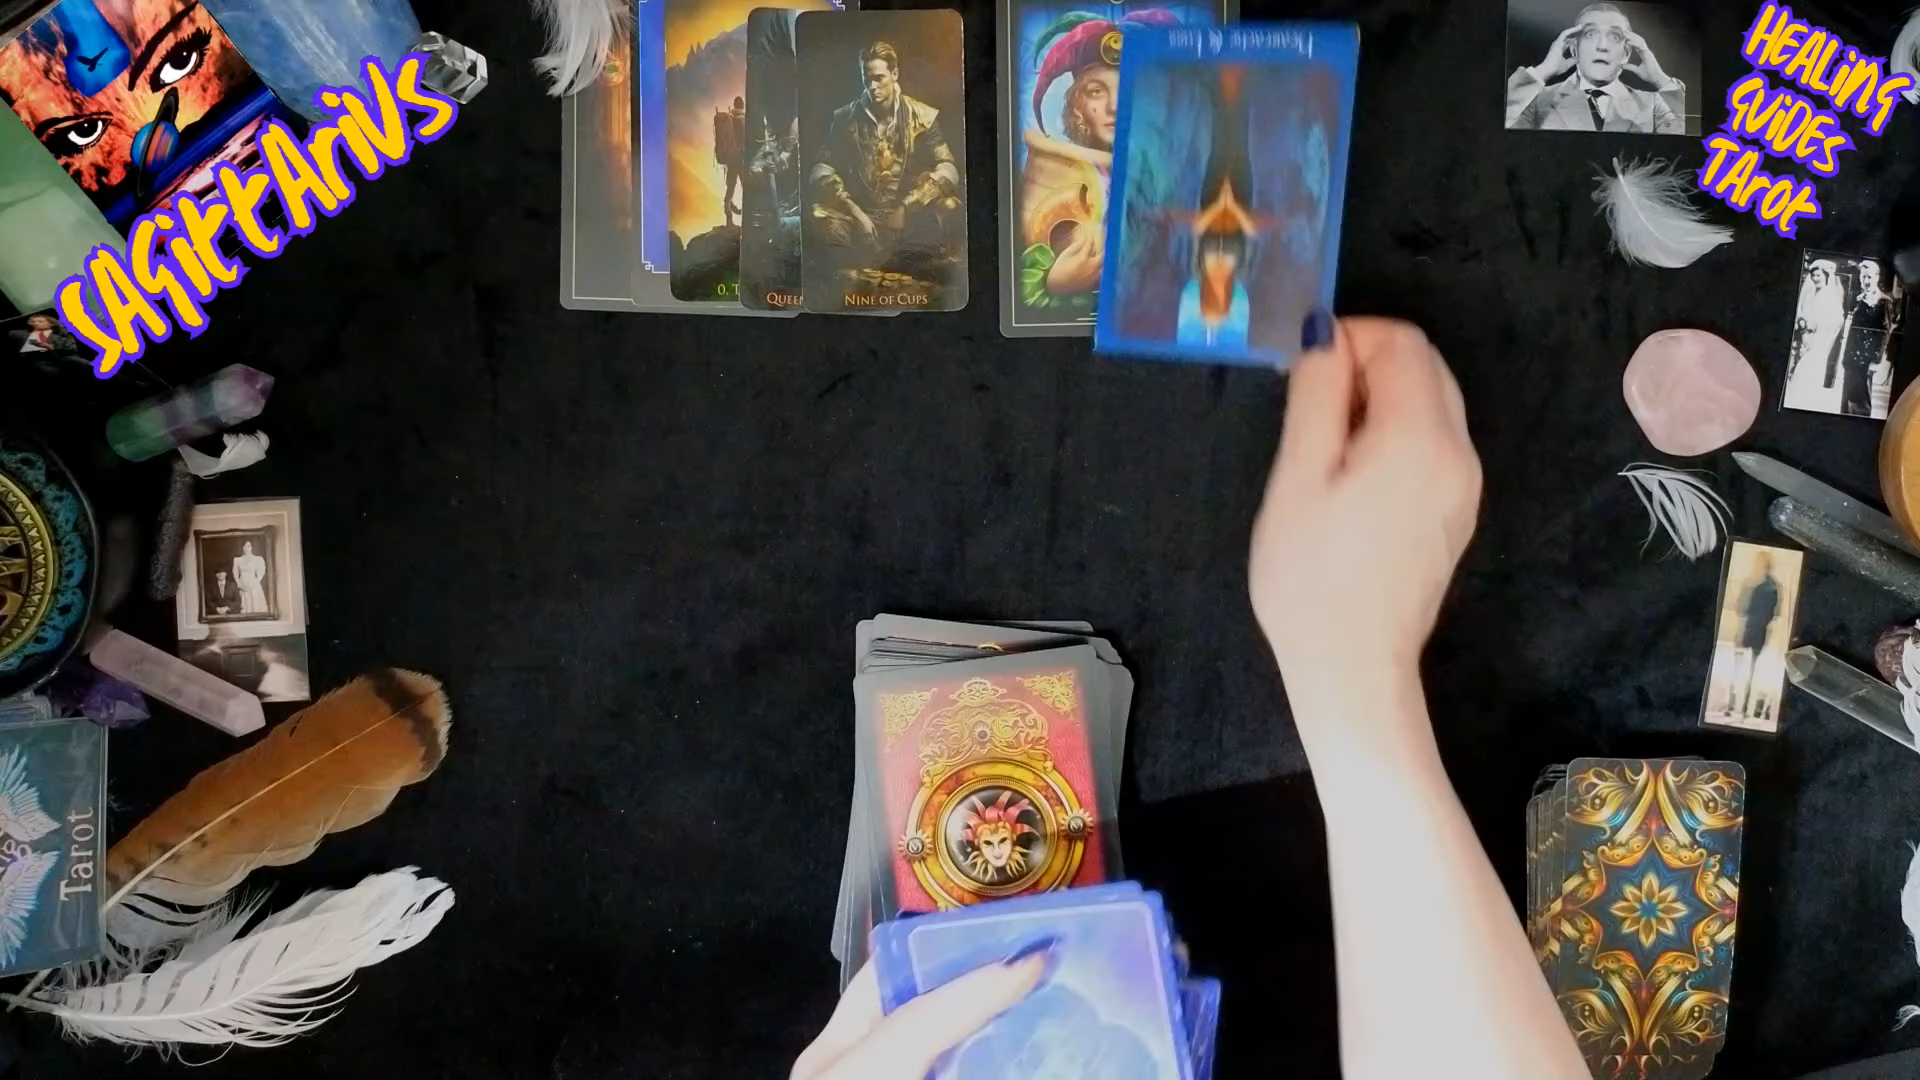 SAGittAriUS
HEALiNG
GUiDES
TArot
0. T
QUEEN
NINE OF CUPS
Tarot